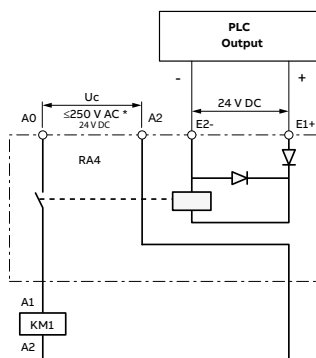 PLC
Output
- +
Uc
A0 ≤250 V AC * A2 24 V DC E2- E1+
24 V DC
RA4
A1
KM1
A2